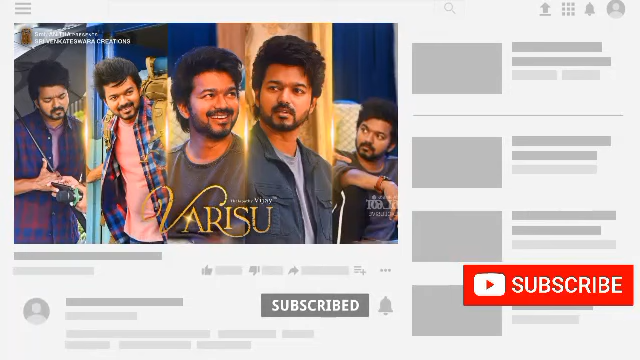 SRI VENKATESWARA CREATIONS
Vijay
VARISU
SUBSCRIBED
SUBSCRIBE